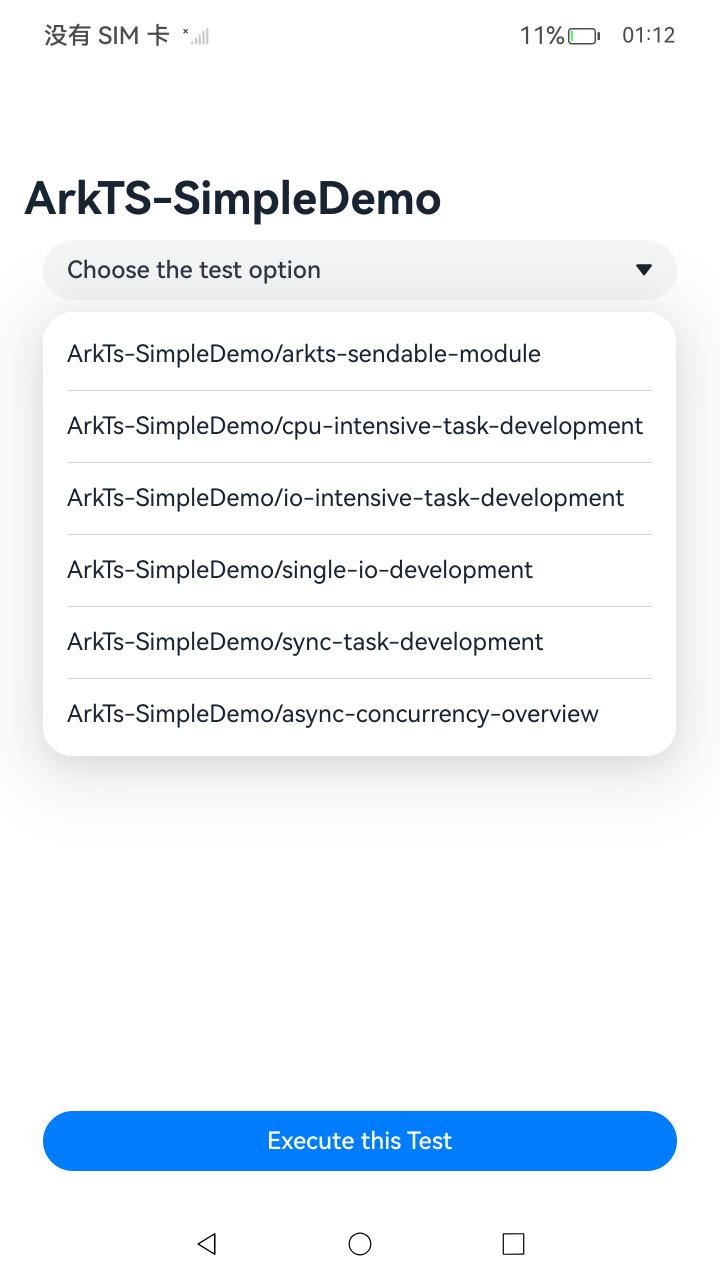 没有 SIM 卡
11%
01:12
ArkTS-SimpleDemo
Choose the test option
ArkTs-SimpleDemo/arkts-sendable-module
ArkTs-SimpleDemo/cpu-intensive-task-development
ArkTs-SimpleDemo/io-intensive-task-development
ArkTs-SimpleDemo/single-io-development
ArkTs-SimpleDemo/sync-task-development
ArkTs-SimpleDemo/async-concurrency-overview
Execute this Test